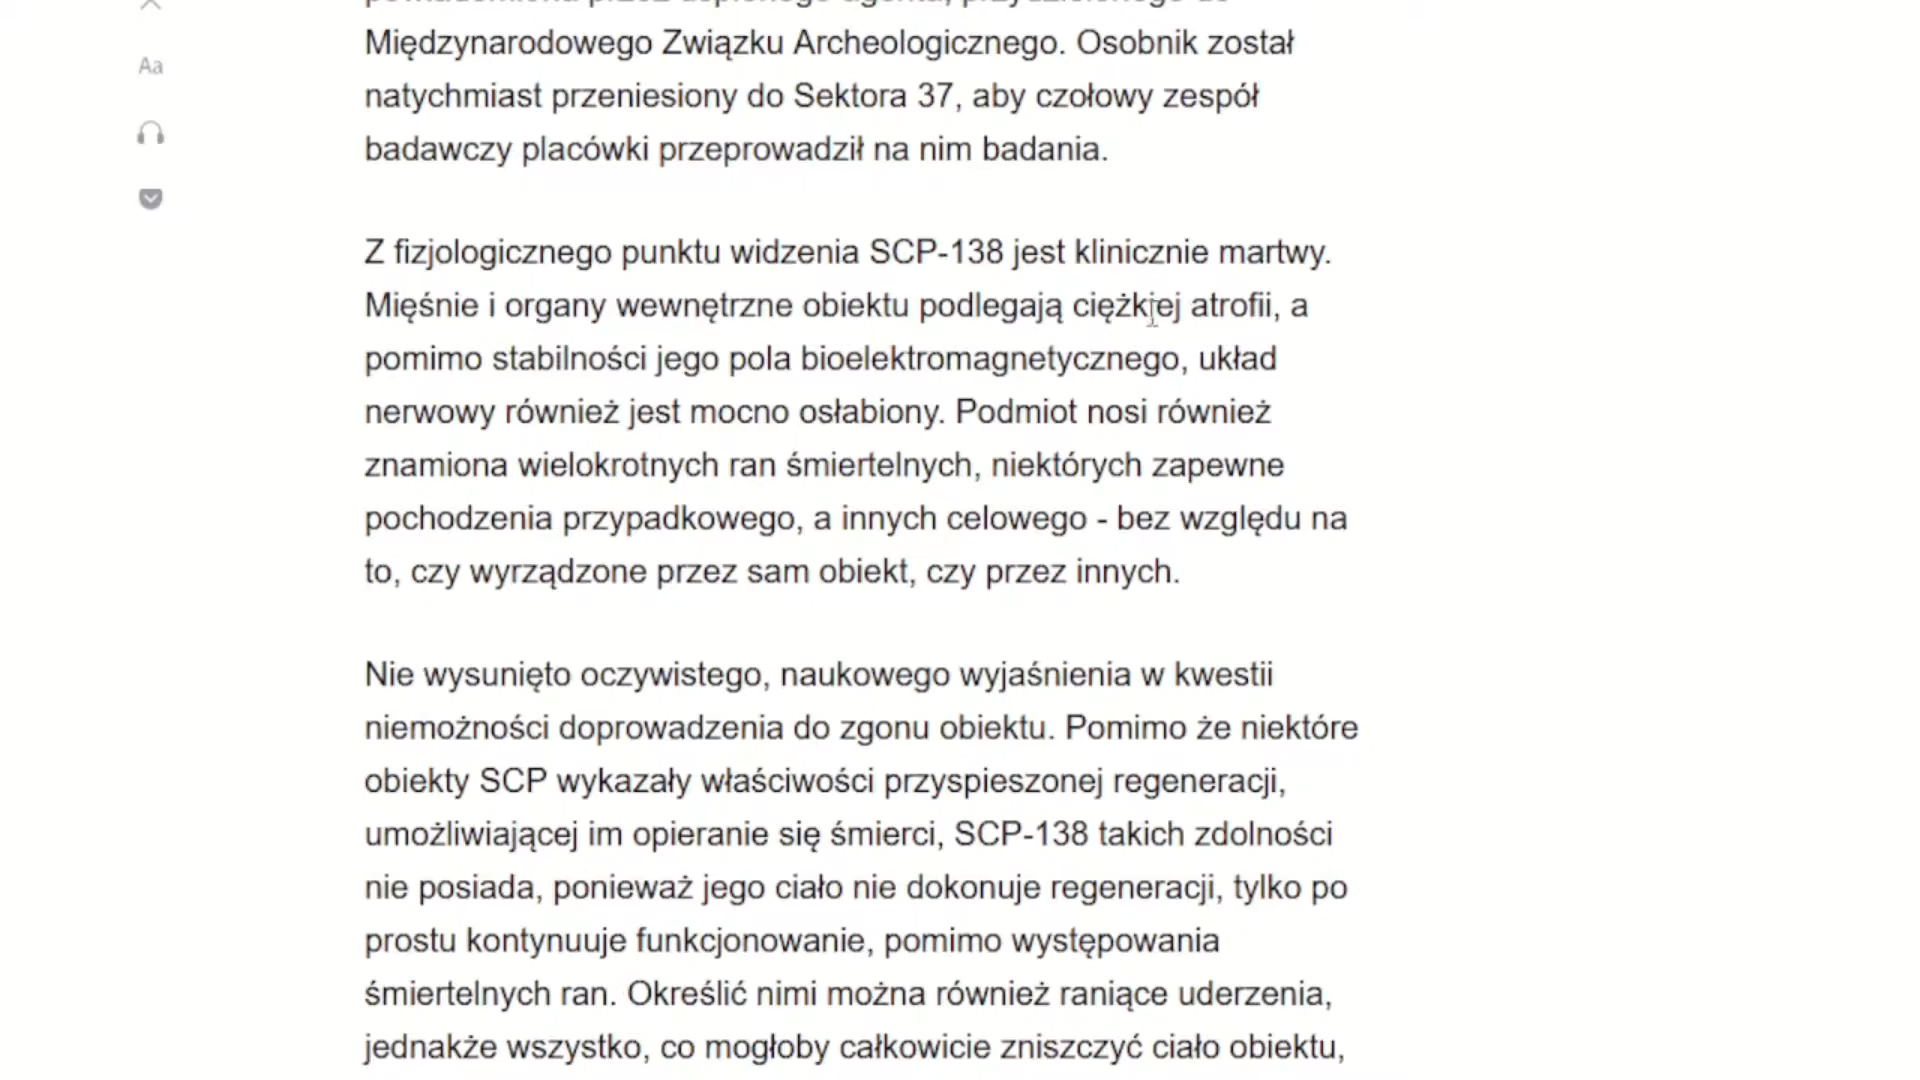 Aa
Międzynarodowego Związku Archeologicznego. Osobnik został
natychmiast przeniesiony do Sektora 37, aby czołowy zespół
badawczy placówki przeprowadził na nim badania.
Z fizjologicznego punktu widzenia SCP-138 jest klinicznie martwy.
Mięśnie i organy wewnętrzne obiektu podlegają ciężkiej atrofii, a
pomimo stabilności jego pola bioelektromagnetycznego, układ
nerwowy również jest mocno osłabiony. Podmiot nosi również
znamiona wielokrotnych ran śmiertelnych, niektórych zapewne
pochodzenia przypadkowego, a innych celowego - bez względu na
to, czy wyrządzone przez sam obiekt, czy przez innych.
Nie wysunięto oczywistego, naukowego wyjaśnienia w kwestii
niemożności doprowadzenia do zgonu obiektu. Pomimo że niektóre
obiekty SCP wykazały właściwości przyspieszonej regeneracji,
umożliwiającej im opieranie się śmierci, SCP-138 takich zdolności
nie posiada, ponieważ jego ciało nie dokonuje regeneracji, tylko po
prostu kontynuuje funkcjonowanie, pomimo występowania
śmiertelnych ran. Określić nimi można również raniące uderzenia,
jednakże wszystko, co mogłoby całkowicie zniszczyć ciało obiektu,